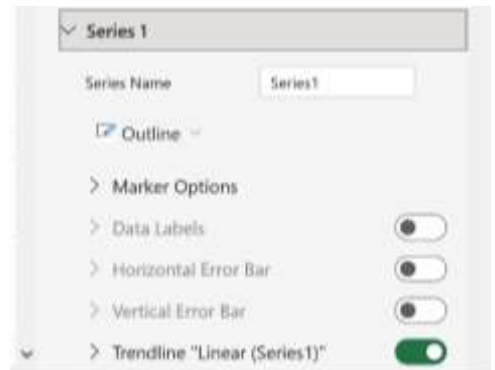 Series 1
Series Name Series1
Outline
Marker Options
Data Labels
Horizontal Error Bar
Vertical Error Bar
Trendline "Linear (Series1)"